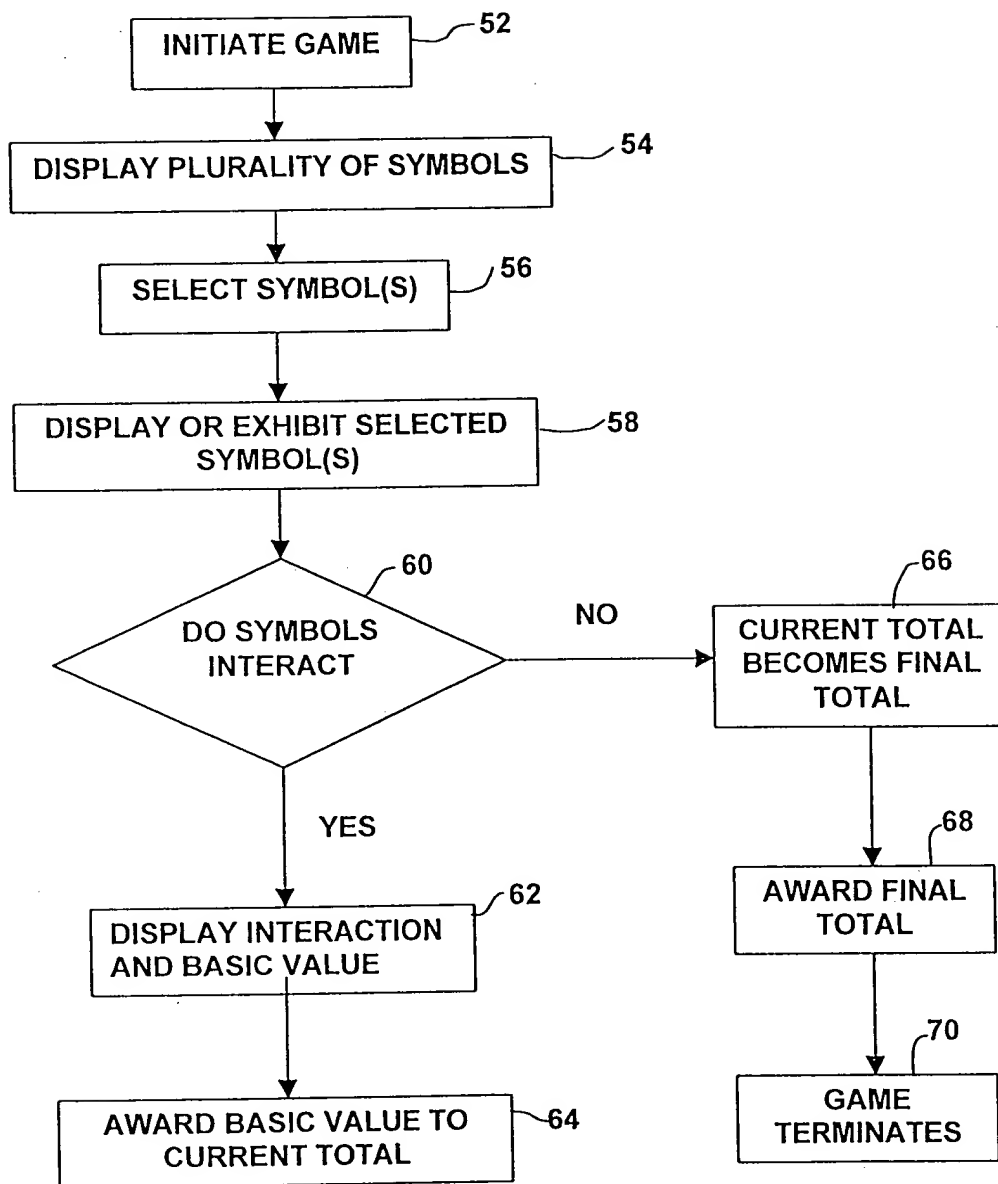 INITIATE GAME
52
DISPLAY PLURALITY OF SYMBOLS
54
SELECT SYMBOL(S)
56
DISPLAY OR EXHIBIT SELECTED
SYMBOL(S)
58
60
DO SYMBOLS
INTERACT
NO
66
CURRENT TOTAL
BECOMES FINAL
TOTAL
YES
68
AWARD FINAL
TOTAL
62
DISPLAY INTERACTION
AND BASIC VALUE
70
GAME
TERMINATES
64
AWARD BASIC VALUE TO
CURRENT TOTAL